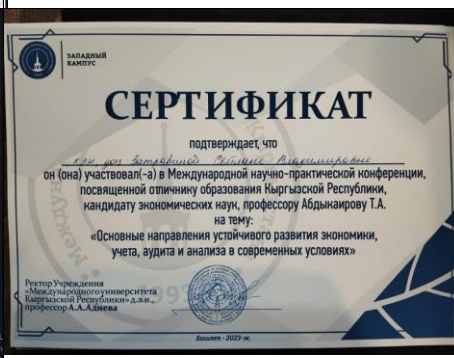 ЗАПАДНЫЙ
КАМПУС
СЕРТИФИКАТ
подтверждает, что
кэн, доц Владимировне
он (она) участвовал(-а) в Международной научно-практической конференции,
посвященной отличнику образования Кыргызской Республики,
кандидату экономических наук, профессору Абдыкаирову Т.А.
на тему:
«Основные направления устойчивого развития экономики,
учета, аудита и анализа в современных условиях»
Ректор Учреждения
«Международного университета
Кыргызской Республики» д.э.н.,
профессор А.А.Адиева
Бишкек - 2023-ж